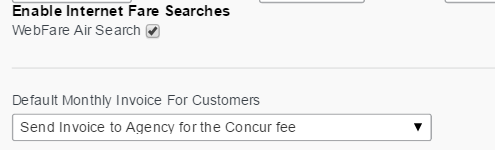 Enable Internet Fare Searches
WebFare Air Search
Default Monthly Invoice For Customers
Send Invoice to Agency for the Concur fee